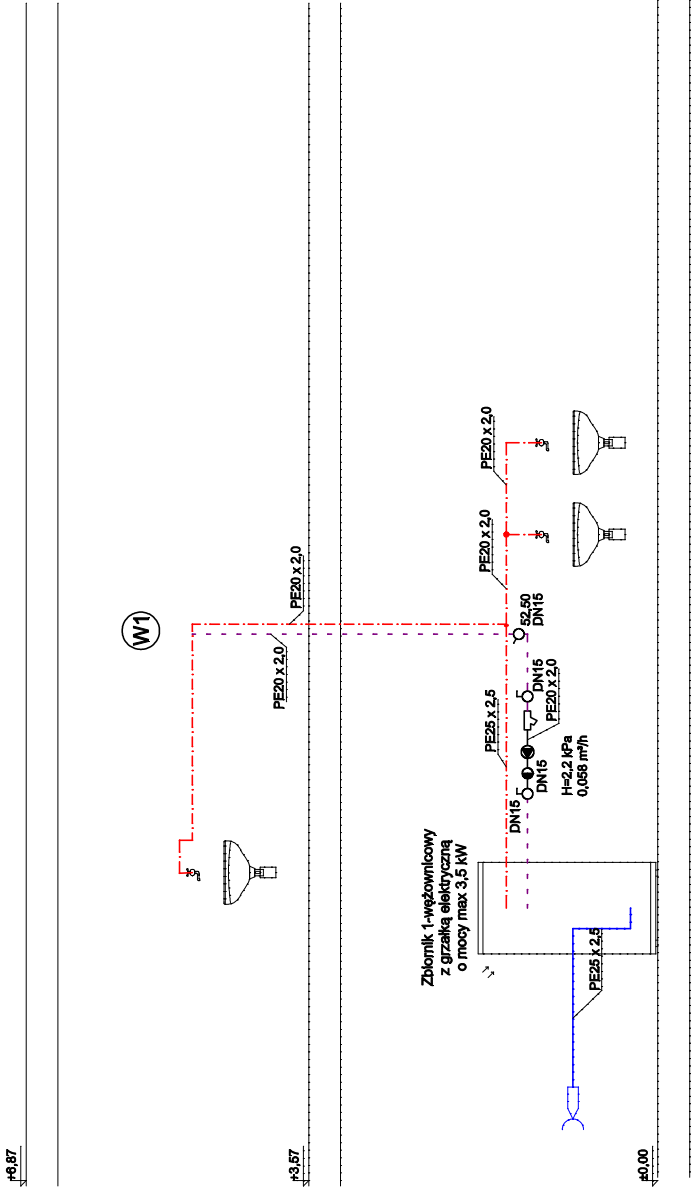 +6,87
+3,57
±0,00
W1
PE20 x 2,0
PE20 x 2,0
PE20 x 2,0
PE20 x 2,0
PE25 x 2,5
52,50
DN15
DN15
PE20 x 2,0
DN15
DN15
H=2,2 kPa
0,058 m³/h
Zbiornik 1-wężownicowy
z grzałką elektryczną
o mocy max 3,5 kW
PE25 x 2,5